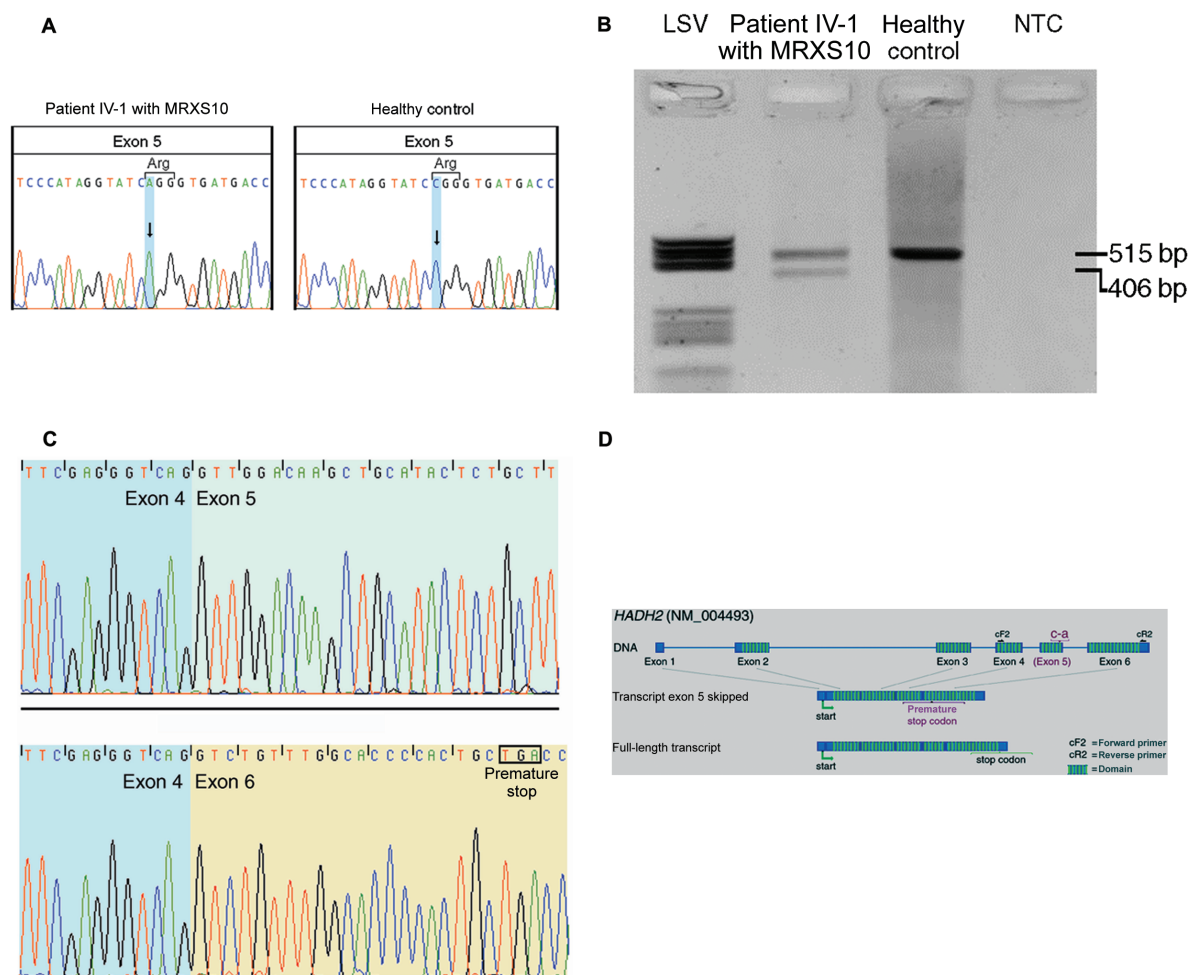 A
Patient IV-1 with MRXS10
Healthy control
Exon 5
Exon 5
Arg
Arg
TCCCATAGGTATCAGGGTGATGACC
TCCCATAGGTATCCGGGTGATGACC
B
LSV
Patient IV-1
with MRXS10
Healthy
control
NTC
515 bp
406 bp
C
TTCGAGGGTCAGGTTGGACAAGCTGCATACTCTGCTT
Exon 4
Exon 5
TTCGAGGGTCAGGTCTGTTTGGCACCCCACTGCTGACC
Exon 4
Exon 6
Premature
stop
D
HADH2 (NM_004493)
DNA
Exon 1
Exon 2
Exon 3
cF2
Exon 4
c-a
(Exon 5)
Exon 6
cR2
Transcript exon 5 skipped
start
Premature
stop codon
Full-length transcript
start
stop codon
cF2 =Forward primer
cR2 =Reverse primer
=Domain